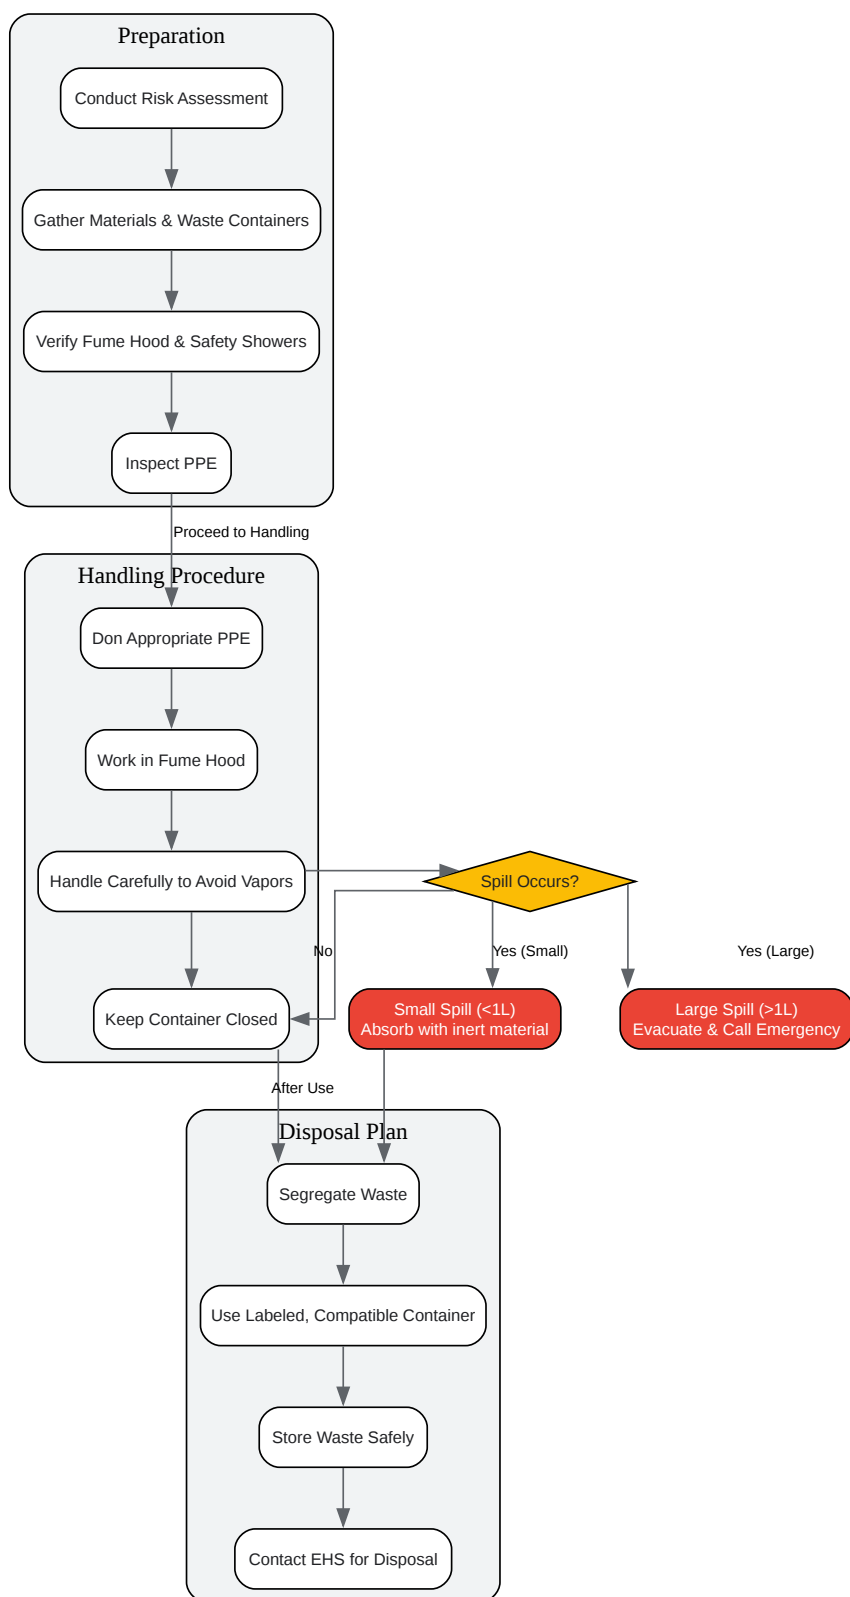 Preparation
Conduct Risk Assessment
Gather Materials & Waste Containers
Verify Fume Hood & Safety Showers
Inspect PPE
Proceed to Handling
Handling Procedure
Don Appropriate PPE
Work in Fume Hood
Handle Carefully to Avoid Vapors
Spill Occurs?
No
Yes (Small)
Yes (Large)
Keep Container Closed
Small Spill (<1L)
Absorb with inert material
Large Spill (>1L)
Evacuate & Call Emergency
After Use
Disposal Plan
Segregate Waste
Use Labeled, Compatible Container
Store Waste Safely
Contact EHS for Disposal